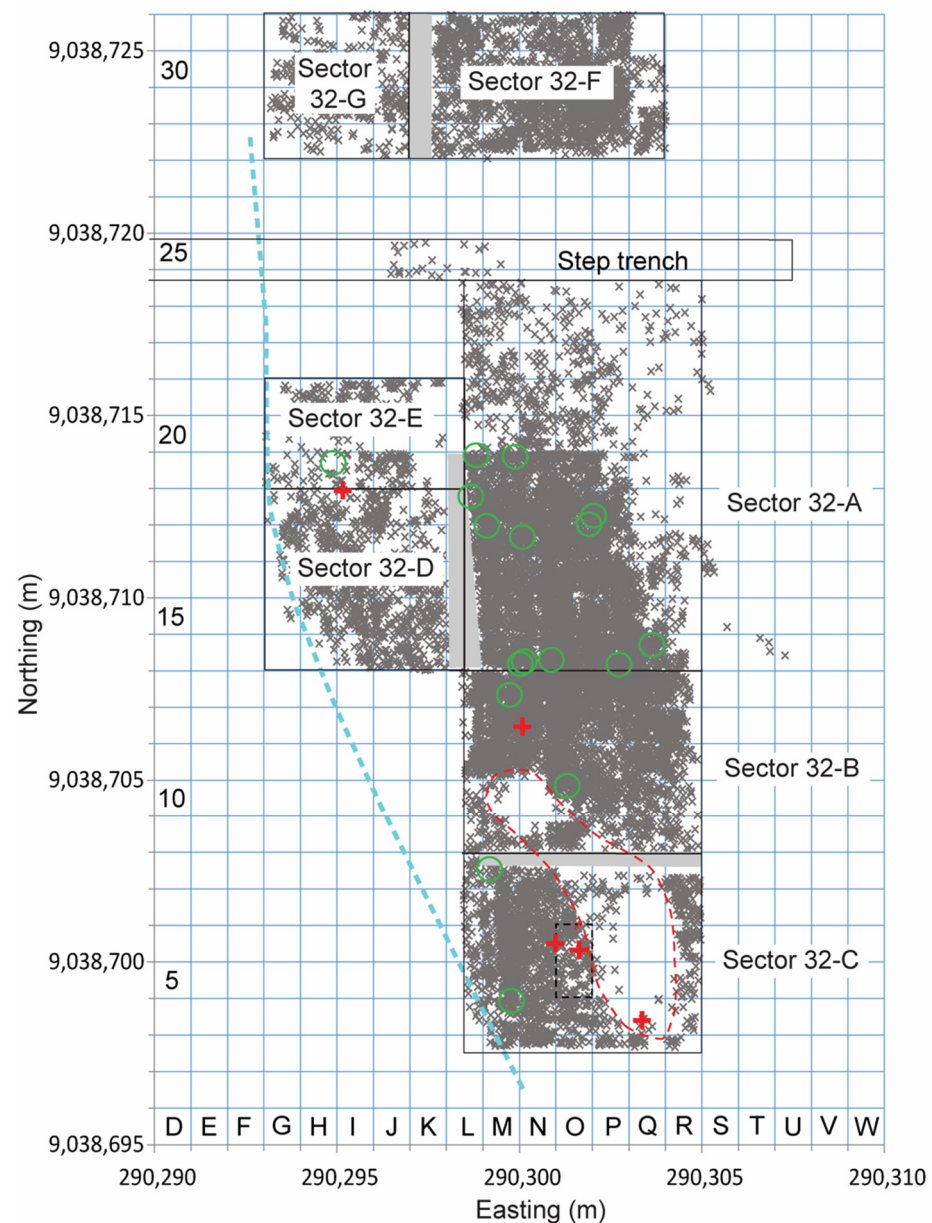 9,038,725
30
Sector
32-G
Sector 32-F
9,038,720
25
Step trench
Sector 32-E
9,038,715
20
Sector 32-A
Sector 32-D
9,038,710
15
Northing (m)
Sector 32-B
9,038,705
10
Sector 32-C
9,038,700
5
D E F G H I J K L M N O P Q R S T U V W
9,038,695
290,290 290,295 290,300 290,305 290,310
Easting (m)